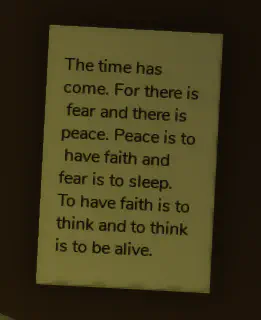 The time has
come. For there is
fear and there is
peace. Peace is to
have faith and
fear is to sleep.
To have faith is to
think and to think
is to be alive.